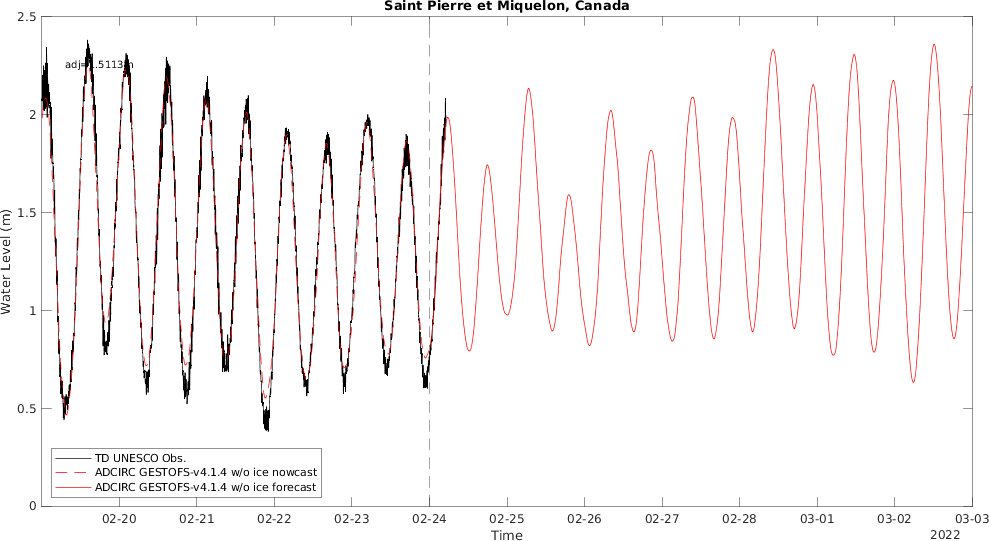 Saint Pierre et Miquelon, Canada
2.5
2
1.5
1
0.5
0
Water Level (m)
TD UNESCO Obs.
ADCIRC GESTOFS-v4.1.4 w/o ice nowcast
ADCIRC GESTOFS-v4.1.4 w/o ice forecast
02-20 02-21 02-22 02-23 02-24 02-25 02-26 02-27 02-28 03-01 03-02 03-03
Time
2022